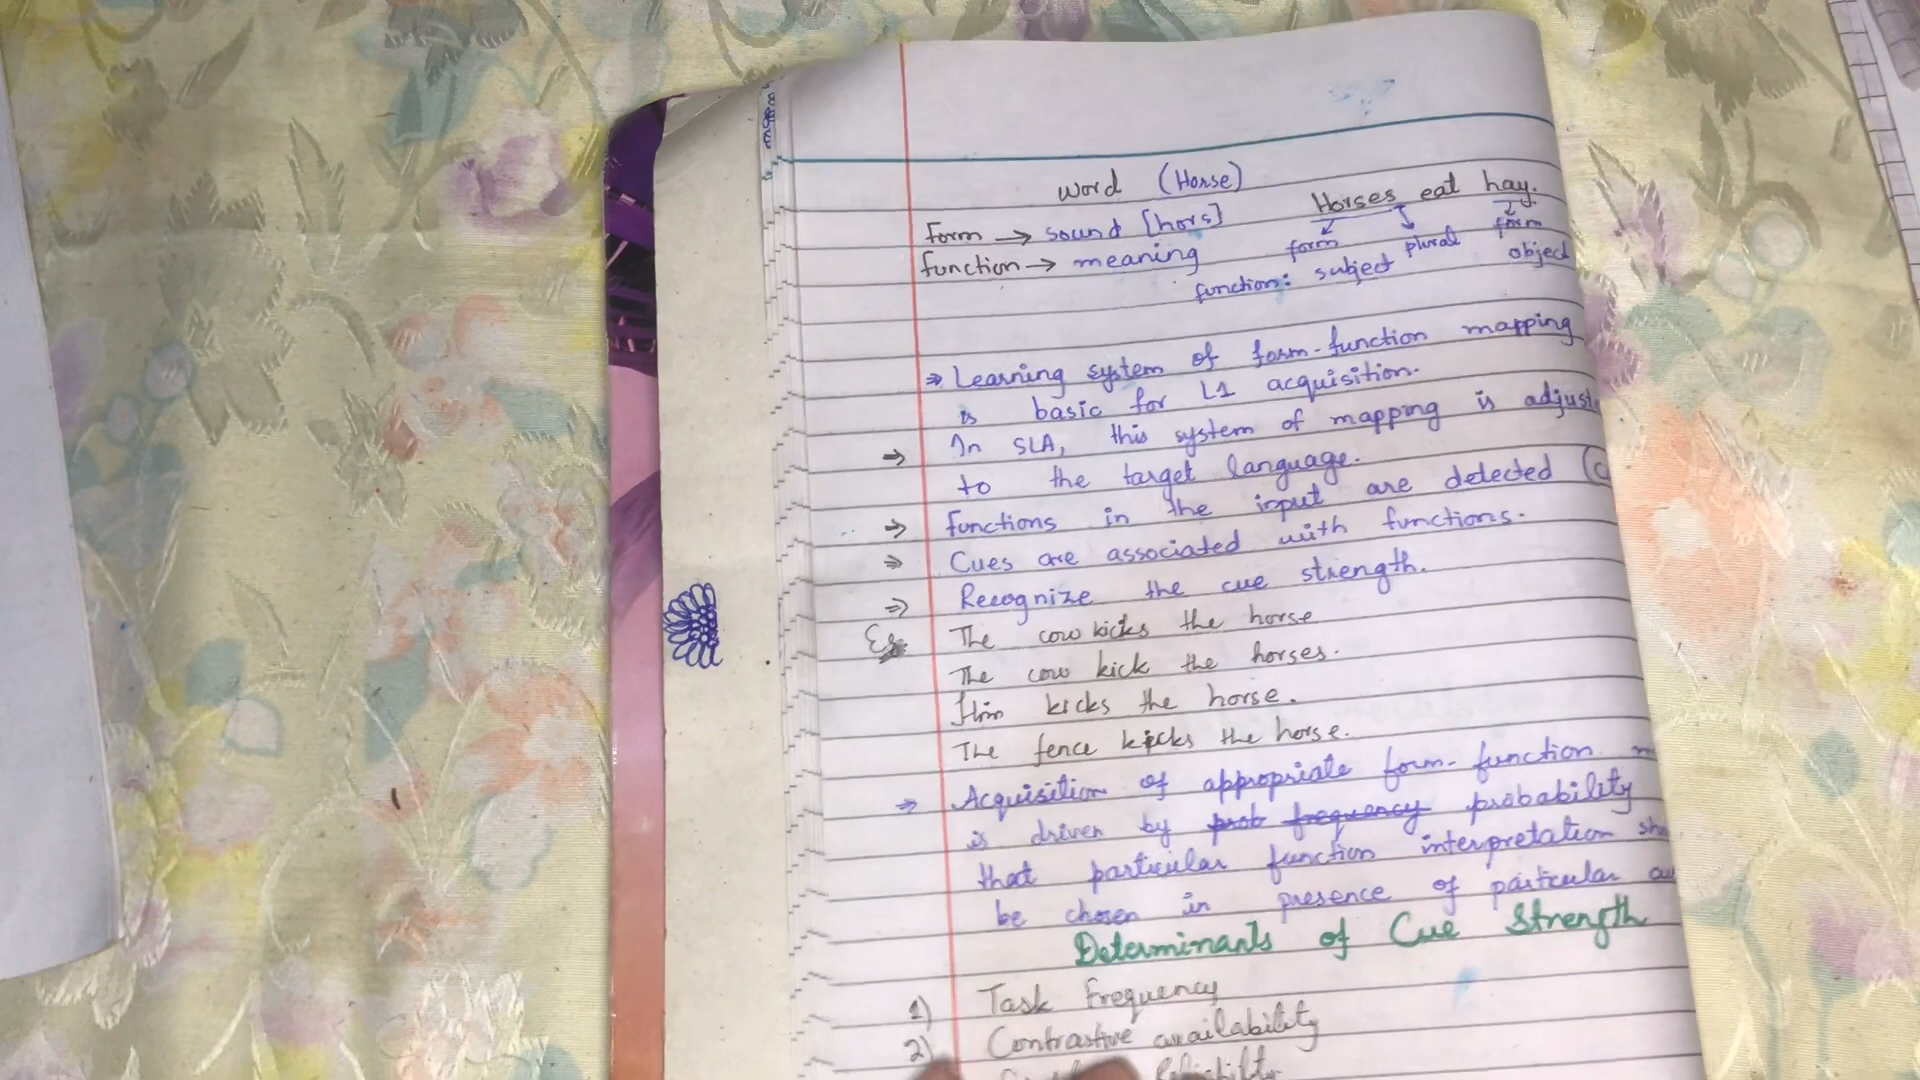 word (Horse)
Horses eat hay.
Form → sound [hors]
form plural form
function → meaning
function: subject object
⇒ Learning system of form-function mapping
is basic for L1 acquisition.
⇒ In SLA, this system of mapping is adjust
to the target language.
⇒ Functions in the input are detected (c
⇒ Cues are associated with functions.
⇒ Recognize the cue strength.
Eg. The cow kicks the horse
The cow kick the horses.
Him kicks the horse.
The fence kicks the horse.
⇒ Acquisition of appropriate form-function m
is driven by prob frequency probability
that particular function interpretation sh
be chosen in presence of particular cu
Determinants of Cue Strength
1) Task Frequency
2) Contrastive availability
Reliability